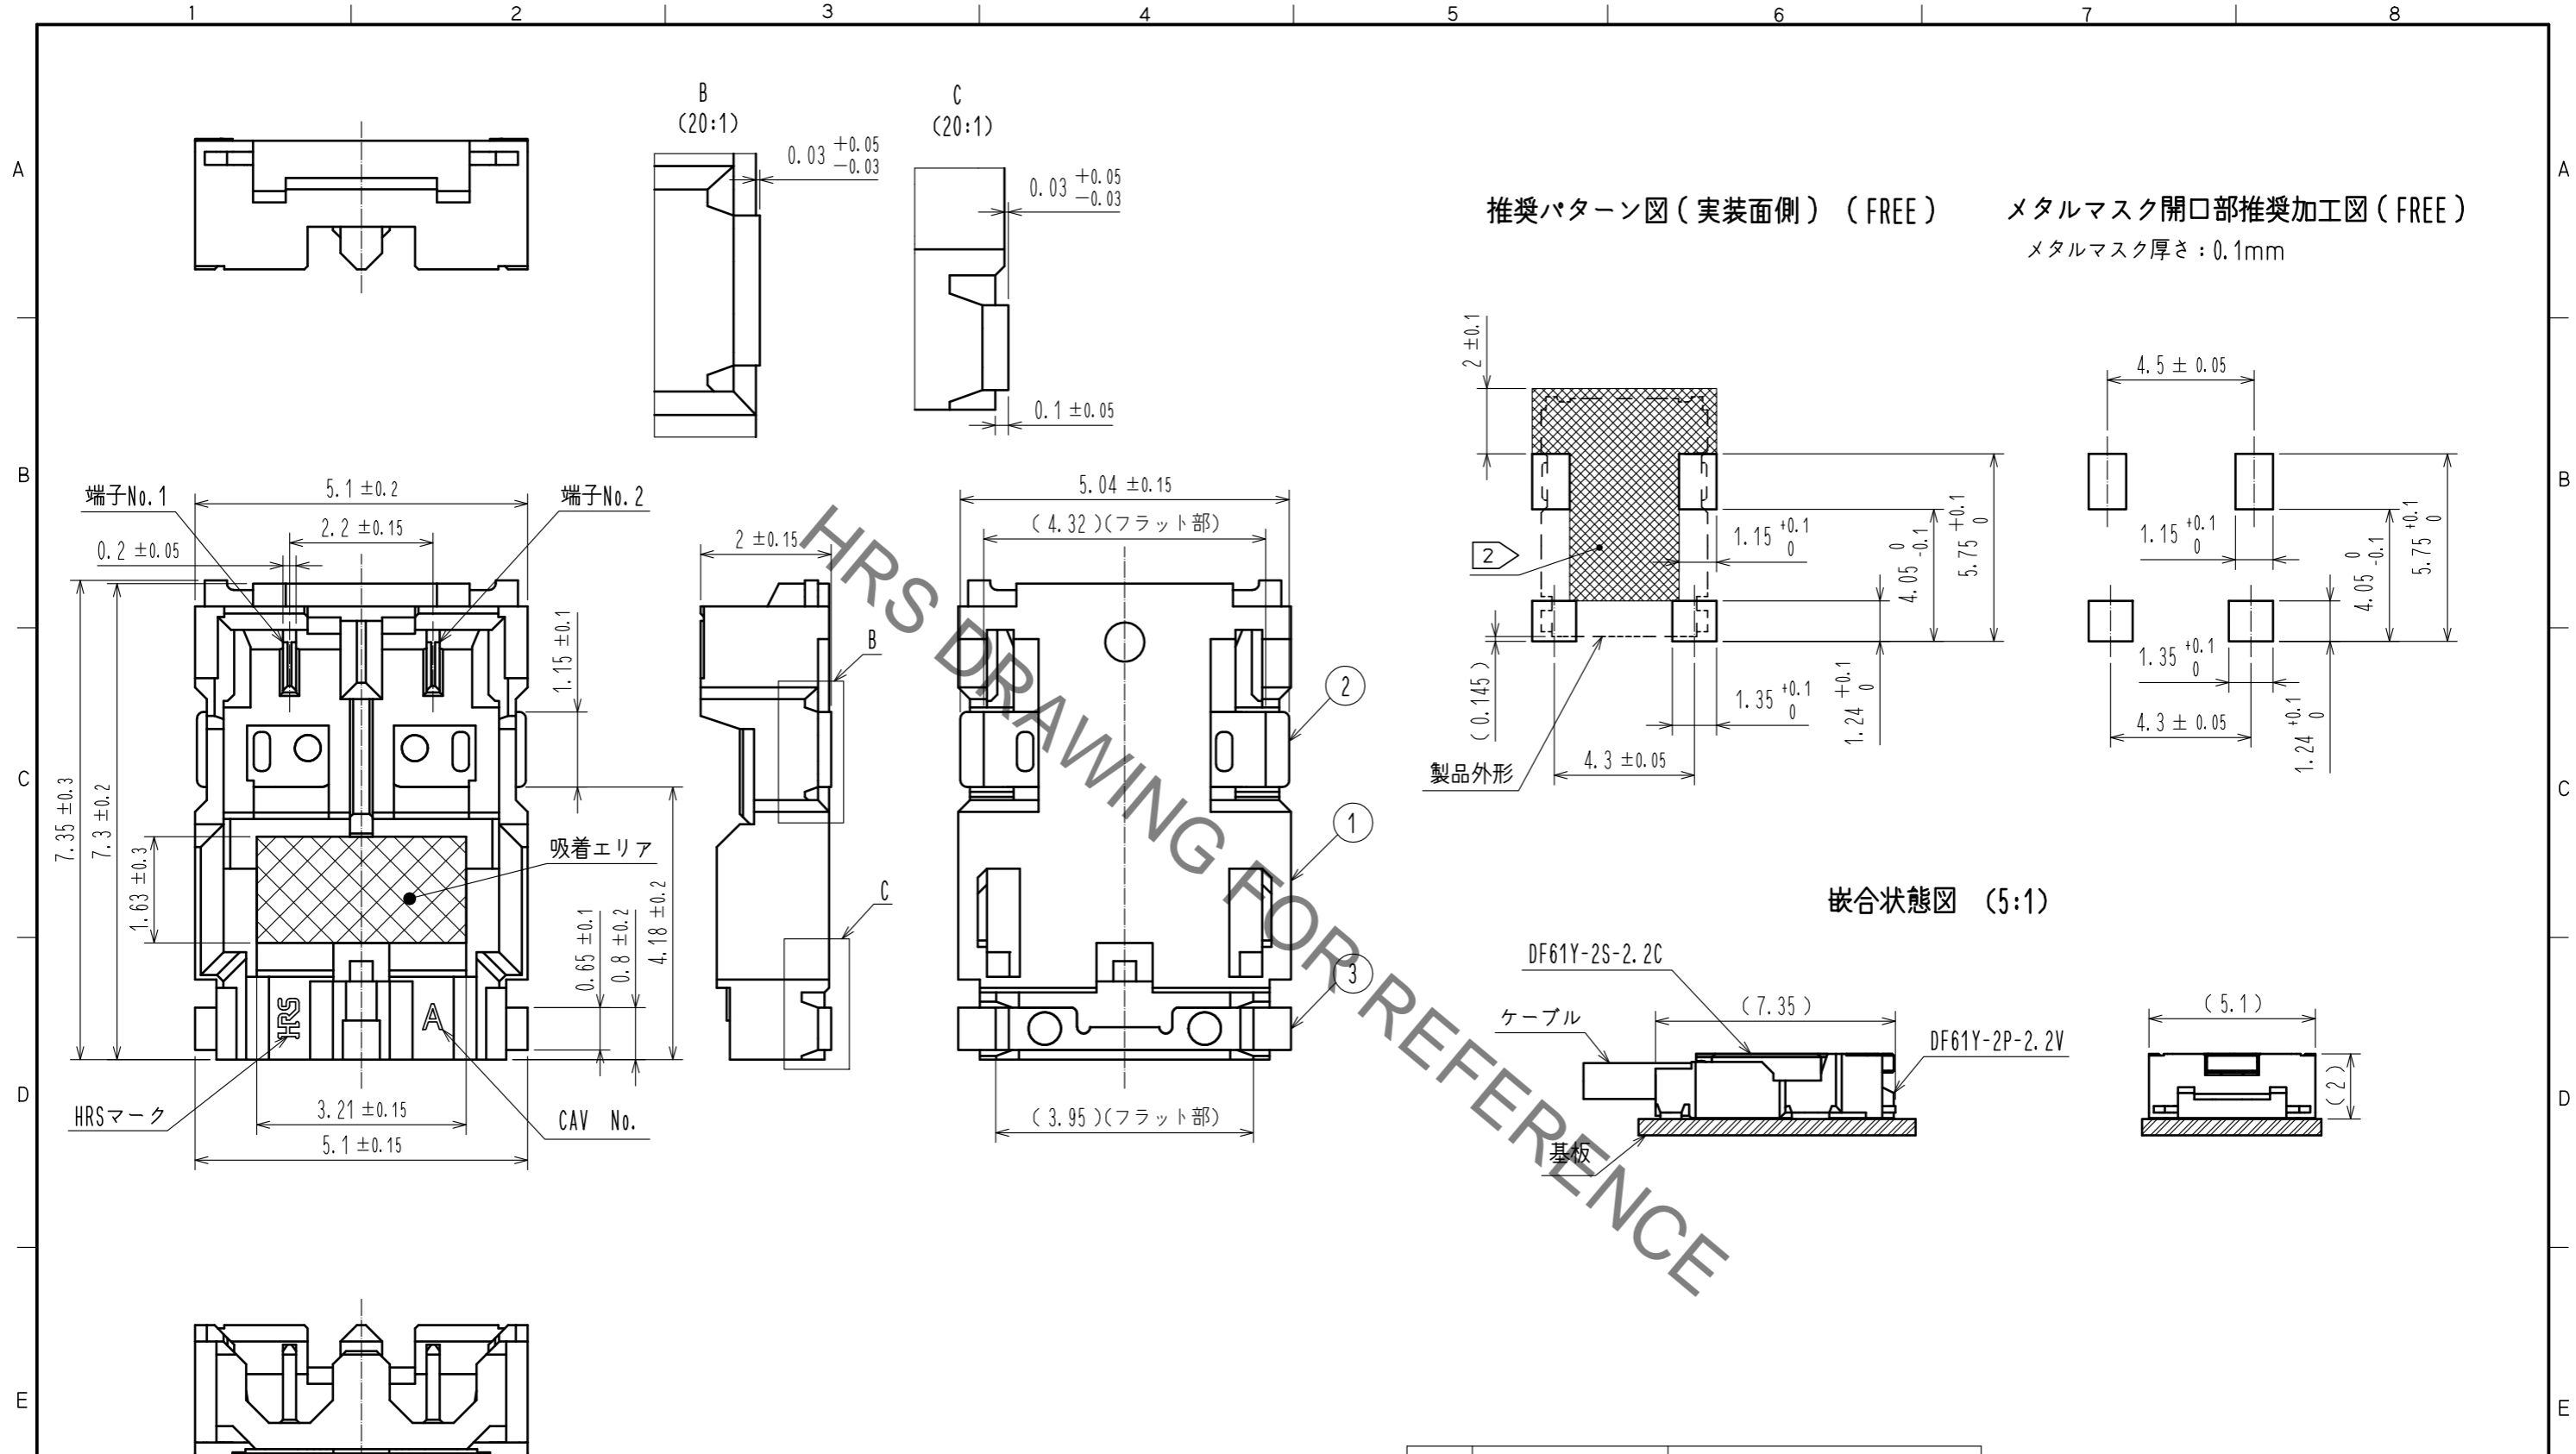 1 2 3 4 5 6 7 8
A A
B
(20:1)
0.03 +0.05 −0.03
C
(20:1)
0.03 +0.05 −0.03
0.1 ±0.05
推奨パターン図(実装面側) (FREE)
メタルマスク開口部推奨加工図(FREE)
メタルマスク厚さ:0.1mm
B B
端子No.1
5.1 ±0.2
端子No.2
2.2 ±0.15
0.2 ±0.05
7.35 ±0.3
7.3 ±0.2
1.63 ±0.3
1.15 ±0.1
吸着エリア
0.65 ±0.1
0.8 ±0.2
4.18 ±0.2
HRS
A
HRSマーク
3.21 ±0.15
CAV No.
5.1 ±0.15
2 ±0.15
B
C
5.04 ±0.15
(4.32)(フラット部)
2
1
3
(3.95)(フラット部)
2 ±0.1
2
1.15 +0.1 0
4.05 0 -0.1
5.75 +0.1 0
(0.145)
1.35 +0.1 0
1.24 +0.1 0
製品外形
4.3 ±0.05
4.5 ± 0.05
1.15 +0.1 0
4.05 0 -0.1
5.75 +0.1 0
1.35 +0.1 0
1.24 +0.1 0
4.3 ± 0.05
C C
嵌合状態図 (5:1)
DF61Y-2S-2.2C
ケーブル
(7.35)
DF61Y-2P-2.2V
基板
(5.1)
(2)
D D
HRS DRAWING FOR REFERENCE
E E